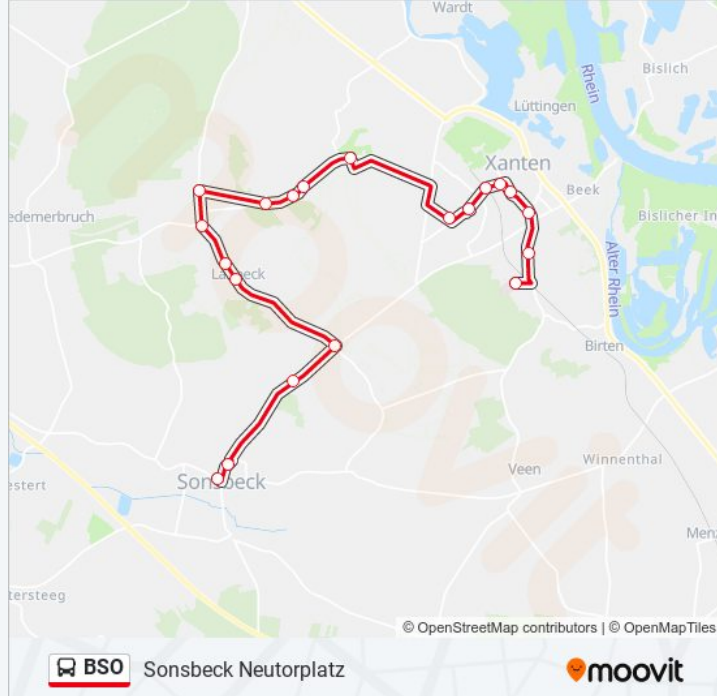 Wardt
Bislich
Rhein
Lüttingen
Xanten
Beek
edemerbruch
Bislicher In
Alter Rhein
Labbeck
Birten
Sonsbeck
Veen
Winnenthal
estert
Menz
tersteeg
© OpenStreetMap contributors | © OpenMapTiles
BSO Sonsbeck Neutorplatz
moovit